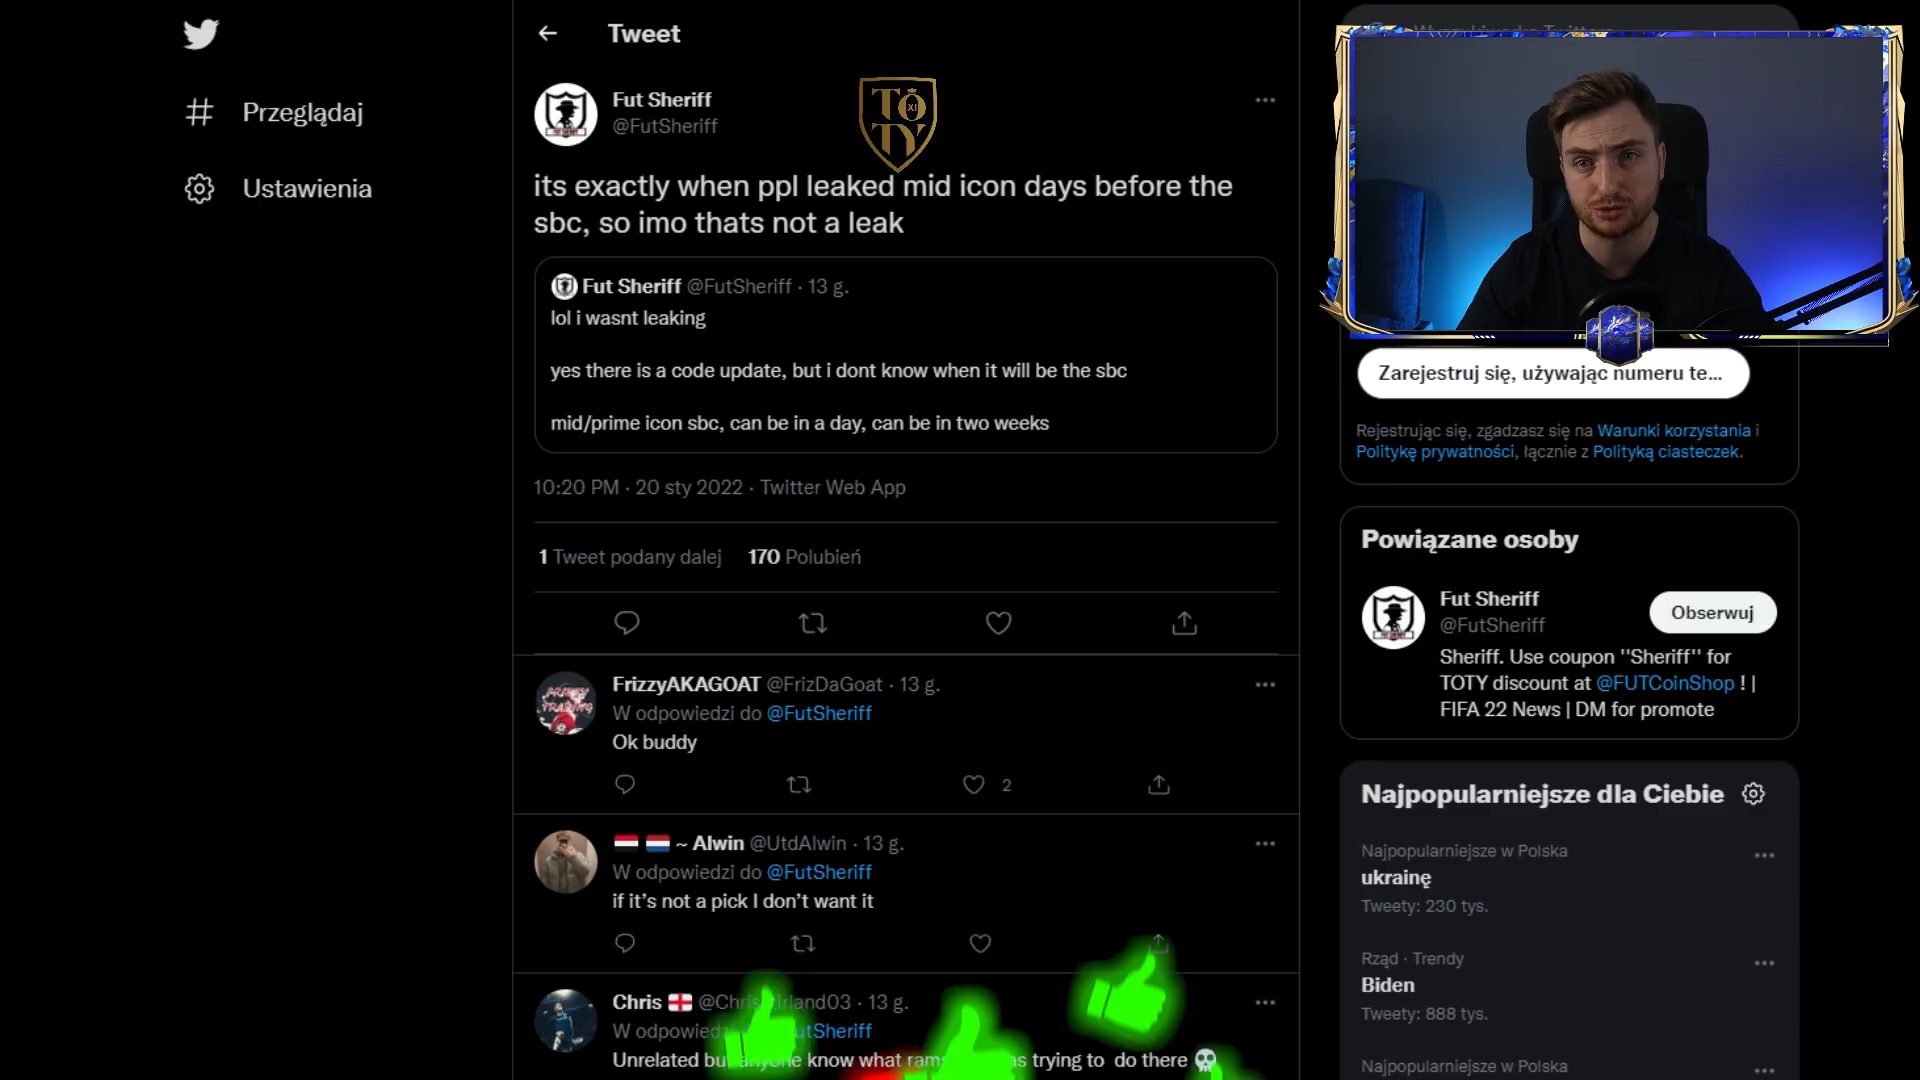 Tweet
Przeglądaj
Ustawienia
Fut Sheriff
@FutSheriff
TOTY
XI
its exactly when ppl leaked mid icon days before the
sbc, so imo thats not a leak
Fut Sheriff @FutSheriff · 13 g.
lol i wasnt leaking
yes there is a code update, but i dont know when it will be the sbc
mid/prime icon sbc, can be in a day, can be in two weeks
10:20 PM · 20 sty 2022 · Twitter Web App
1 Tweet podany dalej 170 Polubień
FrizzyAKAGOAT @FrizDaGoat · 13 g.
W odpowiedzi do @FutSheriff
Ok buddy
2
~ Alwin @UtdAlwin · 13 g.
W odpowiedzi do @FutSheriff
if it's not a pick I don't want it
Chris 13 g.
FutSheriff
Unrelated know what trying to do there 💀
Zarejestruj się, używając numeru te...
Rejestrując się, zgadzasz się na Warunki korzystania i
Politykę prywatności, łącznie z Polityką ciasteczek.
Powiązane osoby
Fut Sheriff
@FutSheriff
Obserwuj
Sheriff. Use coupon "Sheriff" for
TOTY discount at @FUTCoinShop ! |
FIFA 22 News | DM for promote
Najpopularniejsze dla Ciebie
Najpopularniejsze w Polska
ukrainę
Tweety: 230 tys.
Rząd · Trendy
Biden
Tweety: 888 tys.
Najpopularniejsze w Polska